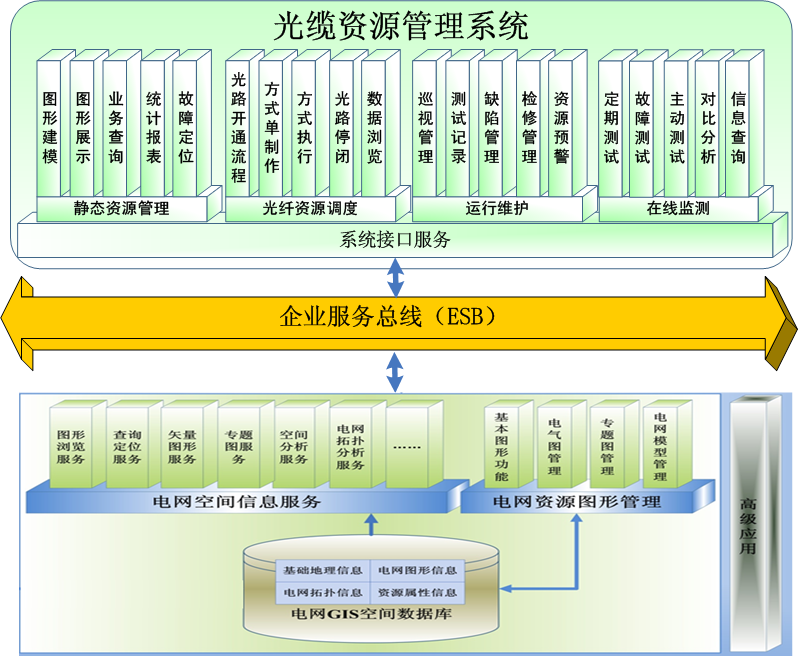 光缆资源管理系统
图形建模
图形展示
业务查询
统计报表
故障定位
光路开通流程
方式单制作
方式执行
光路停闭
数据浏览
巡视管理
测试记录
缺陷管理
检修管理
资源预警
定期测试
故障测试
主动测试
对比分析
信息查询
静态资源管理
光纤资源调度
运行维护
在线监测
系统接口服务
企业服务总线（ESB）
图形
浏览
服务
查询
定位
服务
矢量
图形
服务
专题
图服
务
空间
分析
服务
电网
拓扑
分析
服务
······
基本图形功能
电气图管理
专题图管理
电网模型管理
电网空间信息服务
电网资源图形管理
高级应用
基础地理信息
电网图形信息
电网拓扑信息
资源属性信息
电网GIS空间数据库